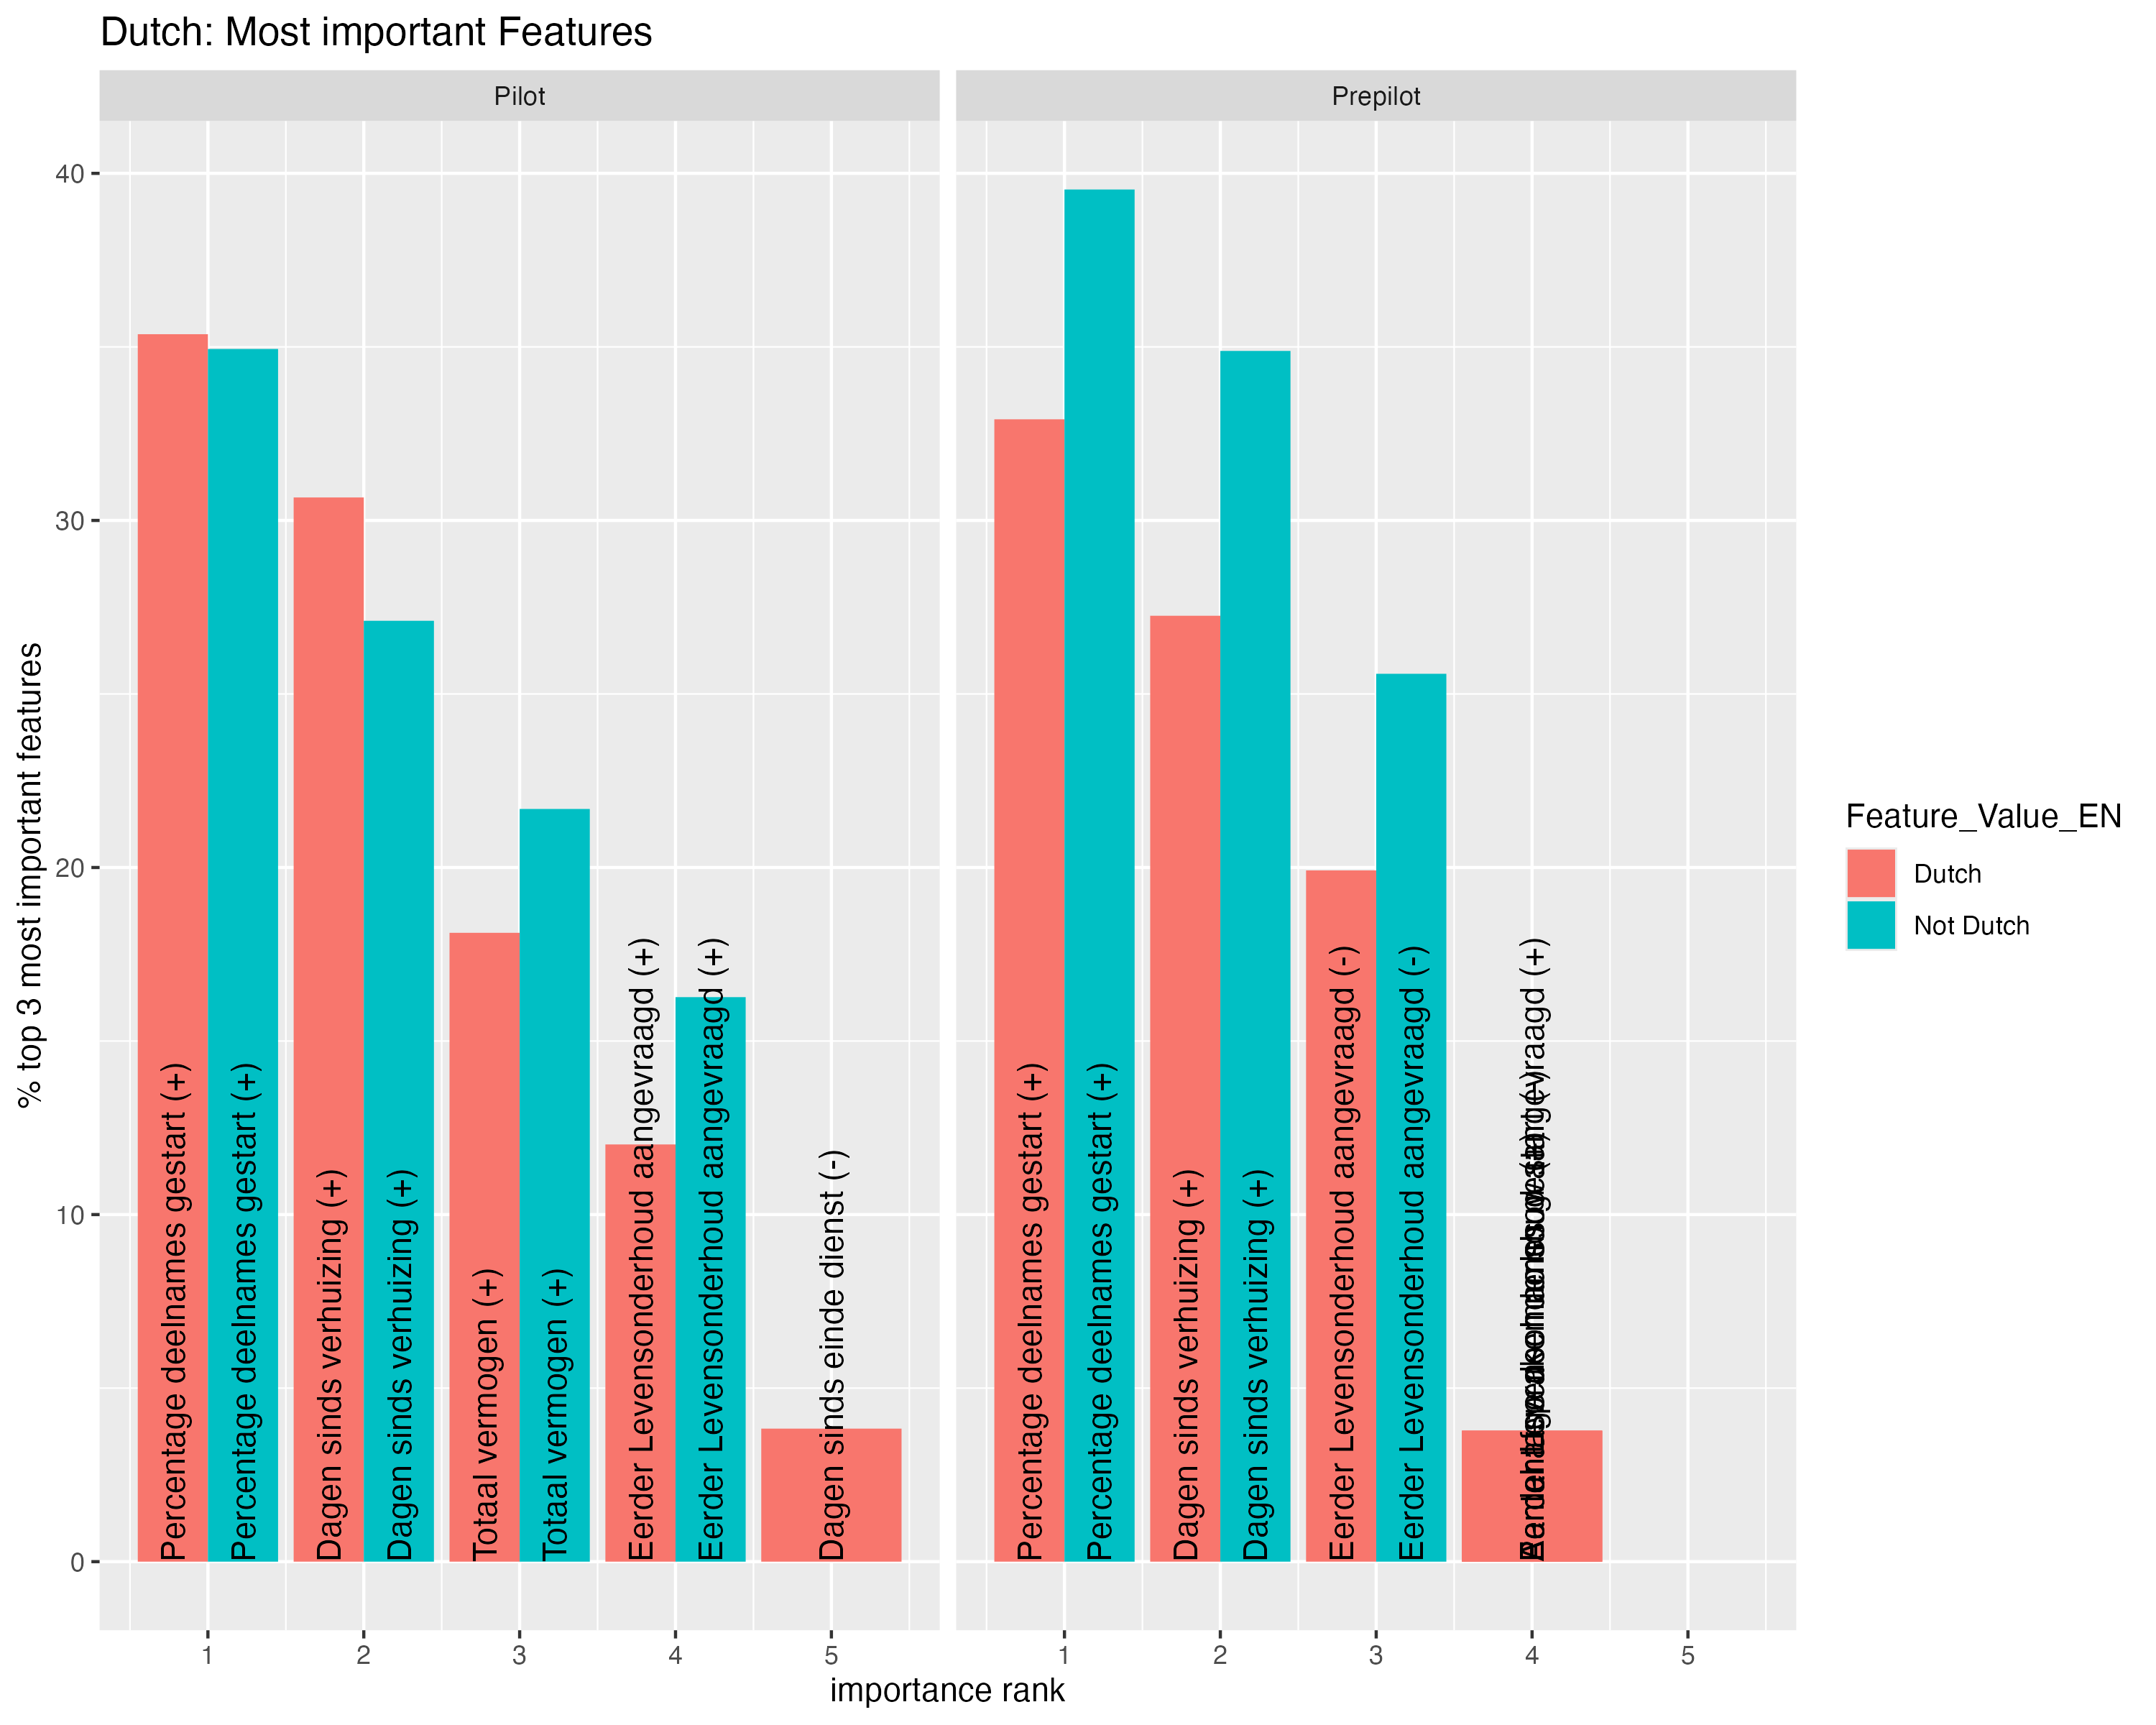 Dutch: Most important Features
Pilot
Prepilot
% top 3 most important features
40
30
20
10
0
Percentage deelnames gestart (+)
Percentage deelnames gestart (+)
Dagen sinds verhuizing (+)
Dagen sinds verhuizing (+)
Totaal vermogen (+)
Totaal vermogen (+)
Eerder Levensonderhoud aangevraagd (+)
Eerder Levensonderhoud aangevraagd (+)
Dagen sinds einde dienst (-)
Percentage deelnames gestart (+)
Percentage deelnames gestart (+)
Dagen sinds verhuizing (+)
Dagen sinds verhuizing (+)
Eerder Levensonderhoud aangevraagd (-)
Eerder Levensonderhoud aangevraagd (-)
1
2
3
4
5
1
2
3
4
5
importance rank
Feature_Value_EN
Dutch
Not Dutch